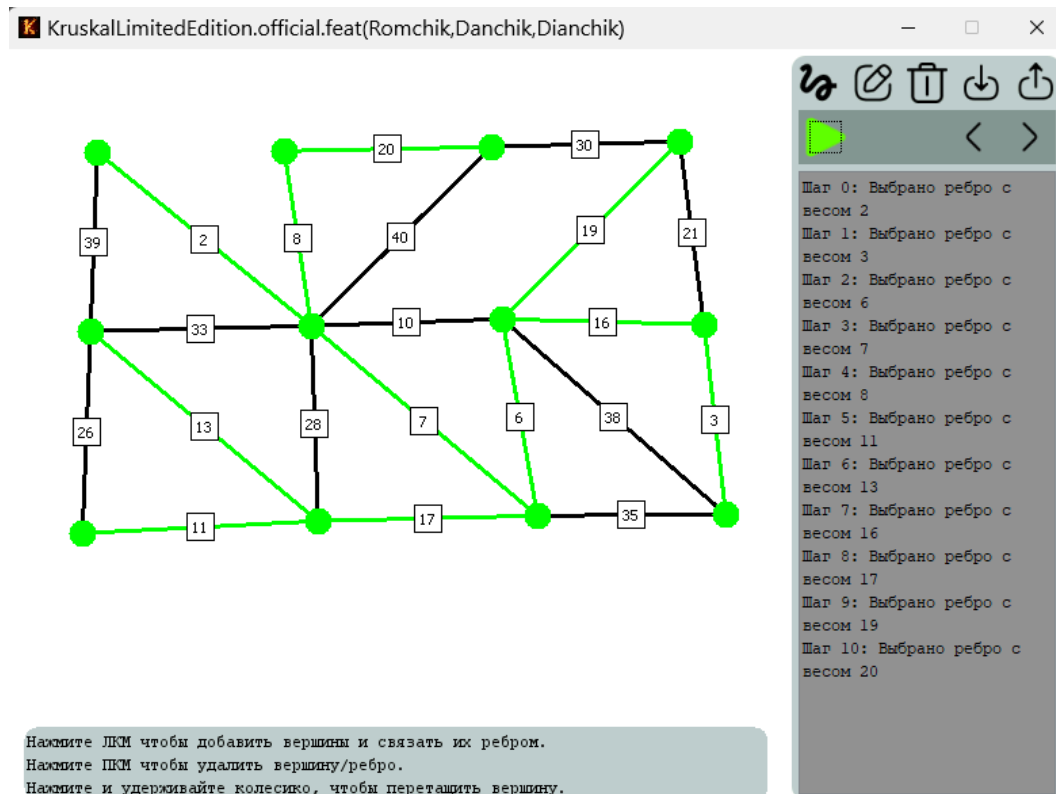 KruskalLimitedEdition.official.feat(Romchik,Danchik,Dianchik)
20
30
39
2
8
40
19
21
33
10
16
26
13
28
7
6
38
3
11
17
35
Шаг 0: Выбрано ребро с
весом 2
Шаг 1: Выбрано ребро с
весом 3
Шаг 2: Выбрано ребро с
весом 6
Шаг 3: Выбрано ребро с
весом 7
Шаг 4: Выбрано ребро с
весом 8
Шаг 5: Выбрано ребро с
весом 11
Шаг 6: Выбрано ребро с
весом 13
Шаг 7: Выбрано ребро с
весом 16
Шаг 8: Выбрано ребро с
весом 17
Шаг 9: Выбрано ребро с
весом 19
Шаг 10: Выбрано ребро с
весом 20
Нажмите ЛКМ чтобы добавить вершины и связать их ребром.
Нажмите ПКМ чтобы удалить вершину/ребро.
Нажмите и удерживайте колесико, чтобы перетащить вершину.